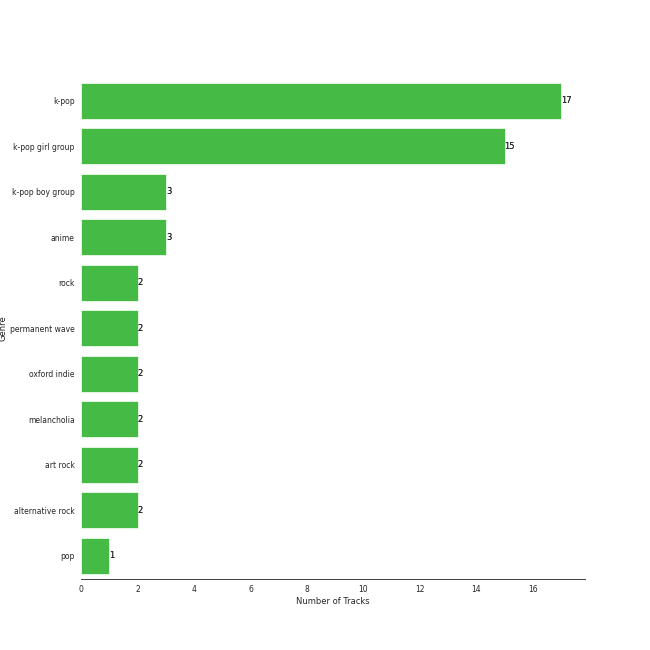 k-pop 17
k-pop girl group 15
k-pop boy group 3
anime 3
rock 2
permanent wave 2
oxford indie 2
melancholia 2
art rock 2
alternative rock 2
pop 1
Genre
0 2 4 6 8 10 12 14 16
Number of Tracks